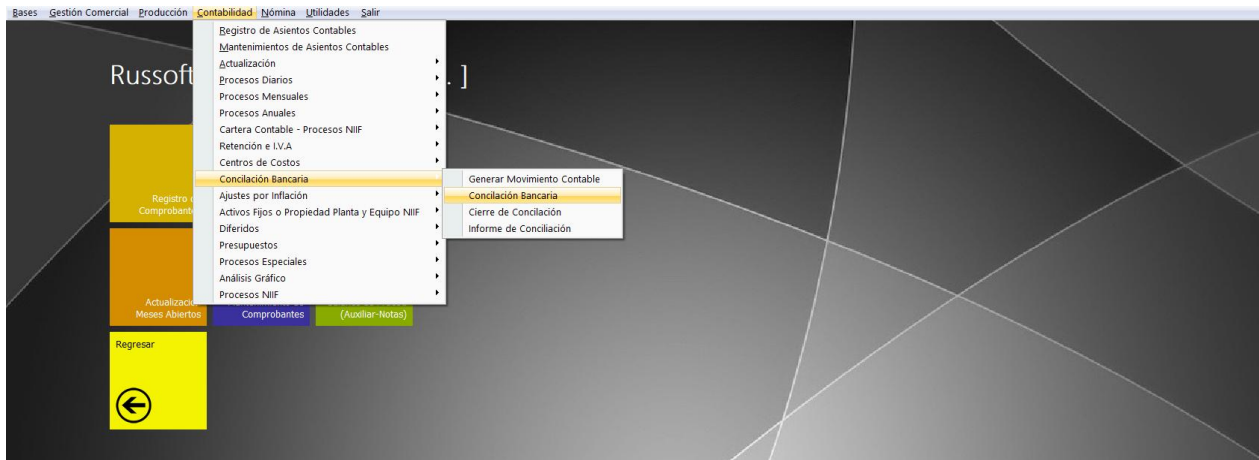 Bases Gestión Comercial Producción Contabilidad Nómina Utilidades Salir
Registro de Asientos Contables
Mantenimientos de Asientos Contables
Actualización
Procesos Diarios
Procesos Mensuales
Procesos Anuales
Cartera Contable - Procesos NIIF
Retención e I.V.A
Centros de Costos
Concilación Bancaria
Ajustes por Inflación
Activos Fijos o Propiedad Planta y Equipo NIIF
Diferidos
Presupuestos
Procesos Especiales
Análisis Gráfico
Procesos NIIF
Generar Movimiento Contable
Concilación Bancaria
Cierre de Concilación
Informe de Conciliación
Russoft . ]
Registro
Actualización
Meses Abiertos
Comprobantes
(Auxiliar-Notas)
Regresar